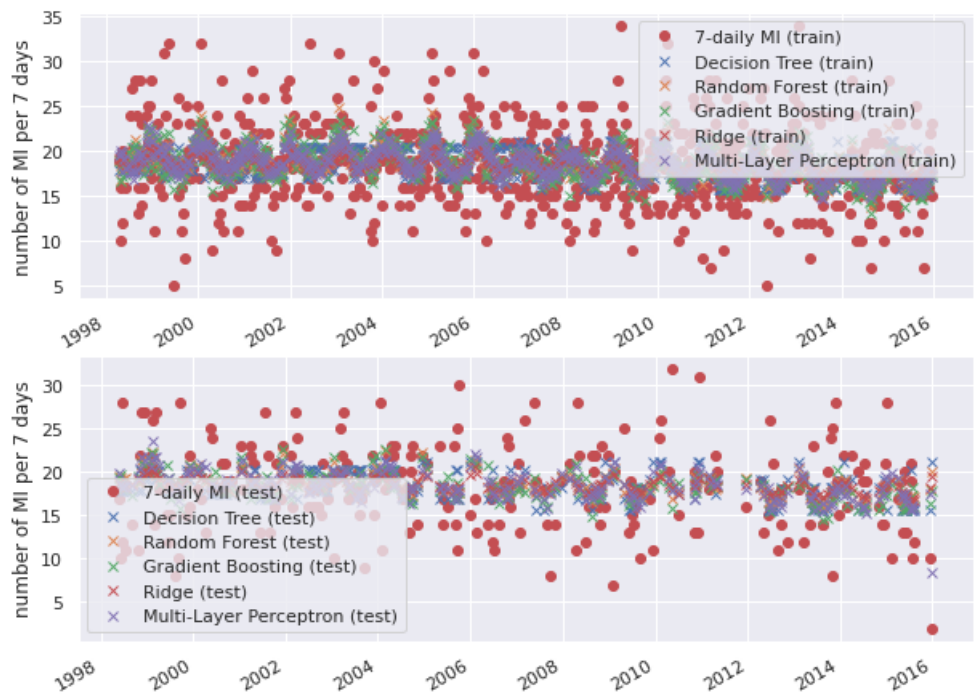 35
30
25
20
15
10
5
number of MI per 7 days
7-daily MI (train)
Decision Tree (train)
Random Forest (train)
Gradient Boosting (train)
Ridge (train)
Multi-Layer Perceptron (train)
1998
2000
2002
2004
2006
2008
2010
2012
2014
2016
30
25
20
15
10
5
number of MI per 7 days
7-daily MI (test)
Decision Tree (test)
Random Forest (test)
Gradient Boosting (test)
Ridge (test)
Multi-Layer Perceptron (test)
1998
2000
2002
2004
2006
2008
2010
2012
2014
2016